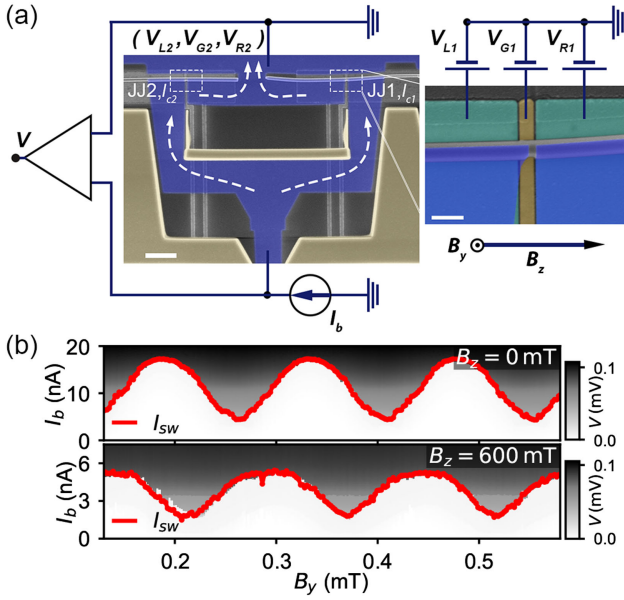 (a)
(V_L2, V_G2, V_R2)
V_L1 V_G1 V_R1
JJ2, I_c2
JJ1, I_c1
V
B_y
B_z
I_b
(b)
20
10
0
I_b (nA)
B_z = 0 mT
I_SW
0.1
0.0
V (mV)
6
3
0
I_b (nA)
B_z = 600 mT
I_SW
0.1
0.0
V (mV)
0.2 0.3 0.4 0.5
B_y (mT)